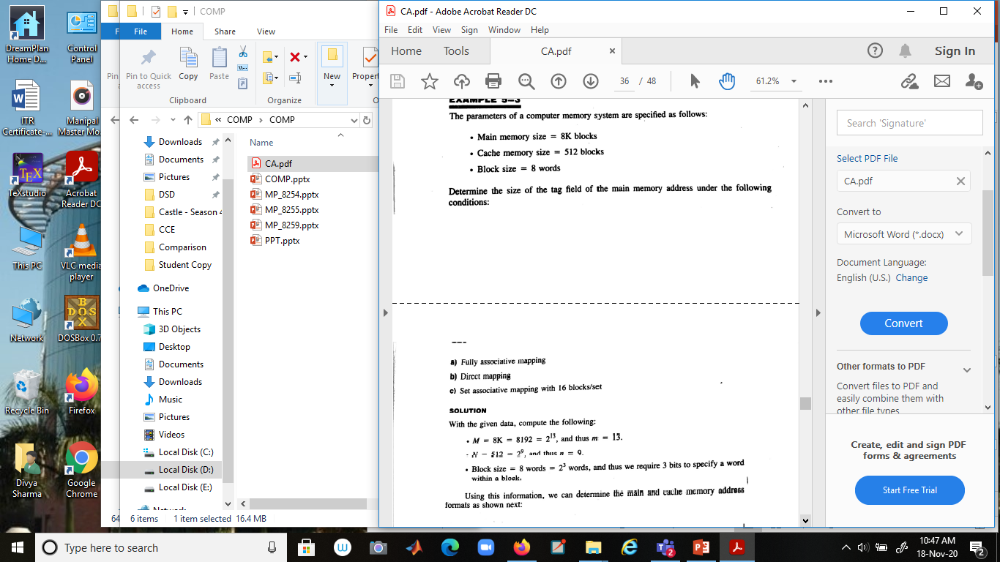 DreamPlan
Home D...
Control
Panel
ITR
Certificate-...
Manipal
Master Mo...
TeXstudio
Acrobat
Reader DC
This PC
VLC media
player
Network
DOSBox 0.7
Recycle Bin
Firefox
Divya
Sharma
Google
Chrome
COMP
File
Home
Share
View
Pin to Quick
access
Copy
Paste
New
Clipboard
Organize
« COMP > COMP
Downloads
Documents
Pictures
DSD
Castle - Season 4
CCE
Comparison
Student Copy
OneDrive
This PC
3D Objects
Desktop
Documents
Downloads
Music
Pictures
Videos
Local Disk (C:)
Local Disk (D:)
Local Disk (E:)
Network
Name
CA.pdf
COMP.pptx
MP_8254.pptx
MP_8255.pptx
MP_8259.pptx
PPT.pptx
6 items 1 item selected 16.4 MB
CA.pdf - Adobe Acrobat Reader DC
File Edit View Sign Window Help
Home Tools CA.pdf × Sign In
36 / 48 61.2%
EXAMPLE 5-3
The parameters of a computer memory system are specified as follows:
• Main memory size = 8K blocks
• Cache memory size = 512 blocks
• Block size = 8 words
Determine the size of the tag field of the main memory address under the following
conditions:
a) Fully associative mapping
b) Direct mapping
c) Set associative mapping with 16 blocks/set
SOLUTION
With the given data, compute the following:
• M = 8K = 8192 = 2¹³, and thus m = 13.
- N = 512 = 2⁹, and thus n = 9.
• Block size = 8 words = 2³ words, and thus we require 3 bits to specify a word
within a block.
Using this information, we can determine the main and cache memory address
formats as shown next:
Search 'Signature'
Select PDF File
CA.pdf
Convert to
Microsoft Word (*.docx)
Document Language:
English (U.S.) Change
Convert
Other formats to PDF
Convert files to PDF and
easily combine them with
other file types
Create, edit and sign PDF
forms & agreements
Start Free Trial
Type here to search
10:47 AM
18-Nov-20
2
2